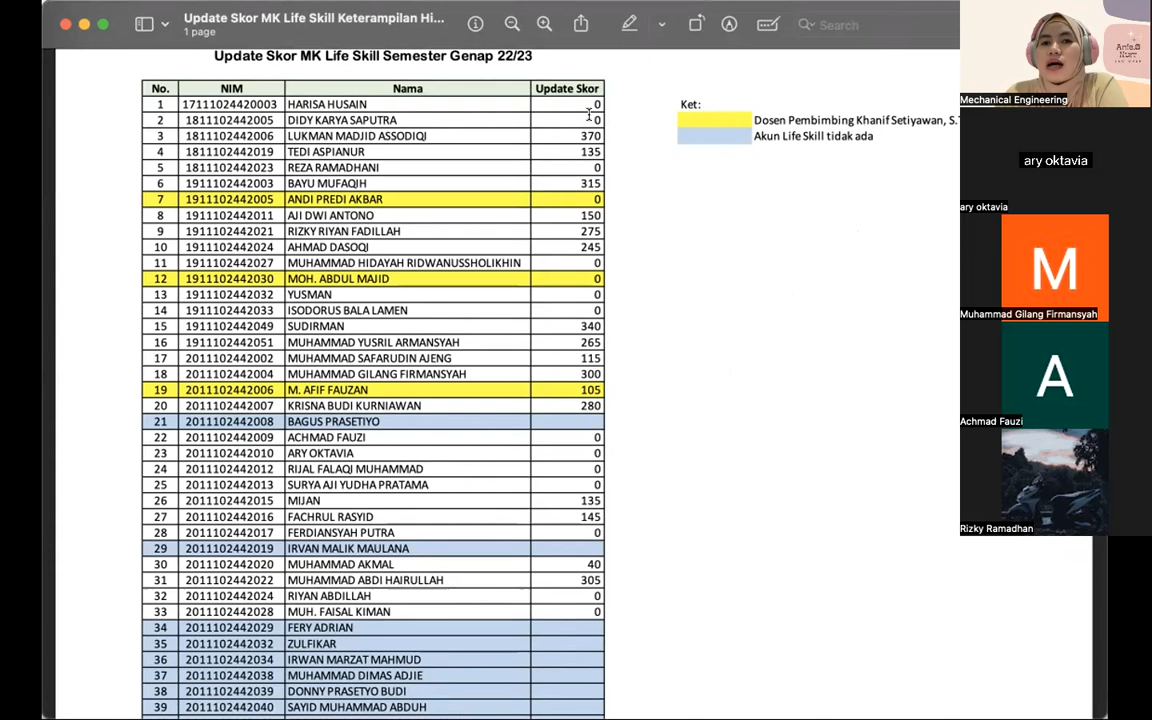 Update Skor MK Life Skill Keterampilan Hi...
1 page
Search
Update Skor MK Life Skill Semester Genap 22/23
No. NIM Nama Update Skor
1 17111024420003 HARISA HUSAIN 0
2 1811102442005 DIDY KARYA SAPUTRA 0
3 1811102442006 LUKMAN MADJID ASSODIQI 370
4 1811102442019 TEDI ASPIANUR 135
5 1811102442023 REZA RAMADHANI 0
6 1911102442003 BAYU MUFAQIH 315
7 1911102442005 ANDI PREDI AKBAR 0
8 1911102442011 AJI DWI ANTONO 150
9 1911102442021 RIZKY RIYAN FADILLAH 275
10 1911102442024 AHMAD DASOQI 245
11 1911102442027 MUHAMMAD HIDAYAH RIDWANUSSHOLIKHIN 0
12 1911102442030 MOH. ABDUL MAJID 0
13 1911102442032 YUSMAN 0
14 1911102442033 ISODORUS BALA LAMEN 0
15 1911102442049 SUDIRMAN 340
16 1911102442051 MUHAMMAD YUSRIL ARMANSYAH 265
17 2011102442002 MUHAMMAD SAFARUDIN AJENG 115
18 2011102442004 MUHAMMAD GILANG FIRMANSYAH 300
19 2011102442006 M. AFIF FAUZAN 105
20 2011102442007 KRISNA BUDI KURNIAWAN 280
21 2011102442008 BAGUS PRASETIYO
22 2011102442009 ACHMAD FAUZI 0
23 2011102442010 ARY OKTAVIA 0
24 2011102442012 RIJAL FALAQI MUHAMMAD 0
25 2011102442013 SURYA AJI YUDHA PRATAMA 0
26 2011102442015 MIJAN 135
27 2011102442016 FACHRUL RASYID 145
28 2011102442017 FERDIANSYAH PUTRA 0
29 2011102442019 IRVAN MALIK MAULANA
30 2011102442020 MUHAMMAD AKMAL 40
31 2011102442022 MUHAMMAD ABDI HAIRULLAH 305
32 2011102442024 RIYAN ABDILLAH 0
33 2011102442028 MUH. FAISAL KIMAN 0
34 2011102442029 FERY ADRIAN
35 2011102442032 ZULFIKAR
36 2011102442034 IRWAN MARZAT MAHMUD
37 2011102442038 MUHAMMAD DIMAS ADJIE
38 2011102442039 DONNY PRASETYO BUDI
39 2011102442040 SAYID MUHAMMAD ABDUH
Ket:
Dosen Pembimbing Khanif Setiyawan, S.
Akun Life Skill tidak ada
Mechanical Engineering
ary oktavia
ary oktavia
M
Muhammad Gilang Firmansyah
A
Achmad Fauzi
Rizky Ramadhan